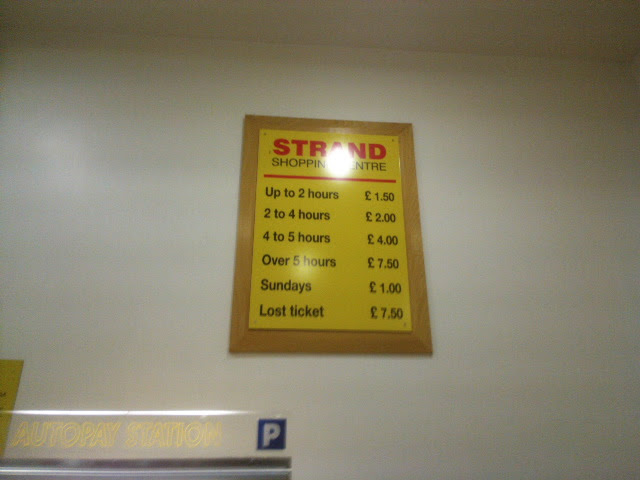 STRAND
SHOPPING CENTRE
Up to 2 hours £ 1.50
2 to 4 hours £ 2.00
4 to 5 hours £ 4.00
Over 5 hours £ 7.50
Sundays £ 1.00
Lost ticket £ 7.50
AUTOPAY STATION P